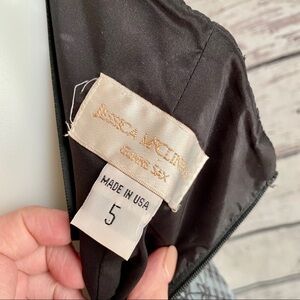 JESSICA McCLINTOCK
GUNNE SAX
MADE IN USA
5